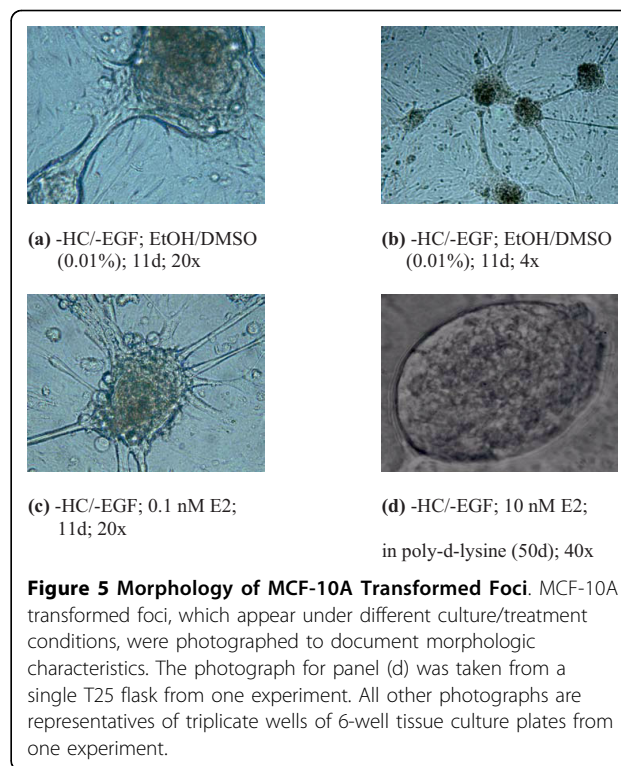 (a) -HC/-EGF; EtOH/DMSO
(0.01%); 11d; 20x
(b) -HC/-EGF; EtOH/DMSO
(0.01%); 11d; 4x
(c) -HC/-EGF; 0.1 nM E2;
11d; 20x
(d) -HC/-EGF; 10 nM E2;
in poly-d-lysine (50d); 40x
Figure 5 Morphology of MCF-10A Transformed Foci. MCF-10A
transformed foci, which appear under different culture/treatment
conditions, were photographed to document morphologic
characteristics. The photograph for panel (d) was taken from a
single T25 flask from one experiment. All other photographs are
representatives of triplicate wells of 6-well tissue culture plates from
one experiment.